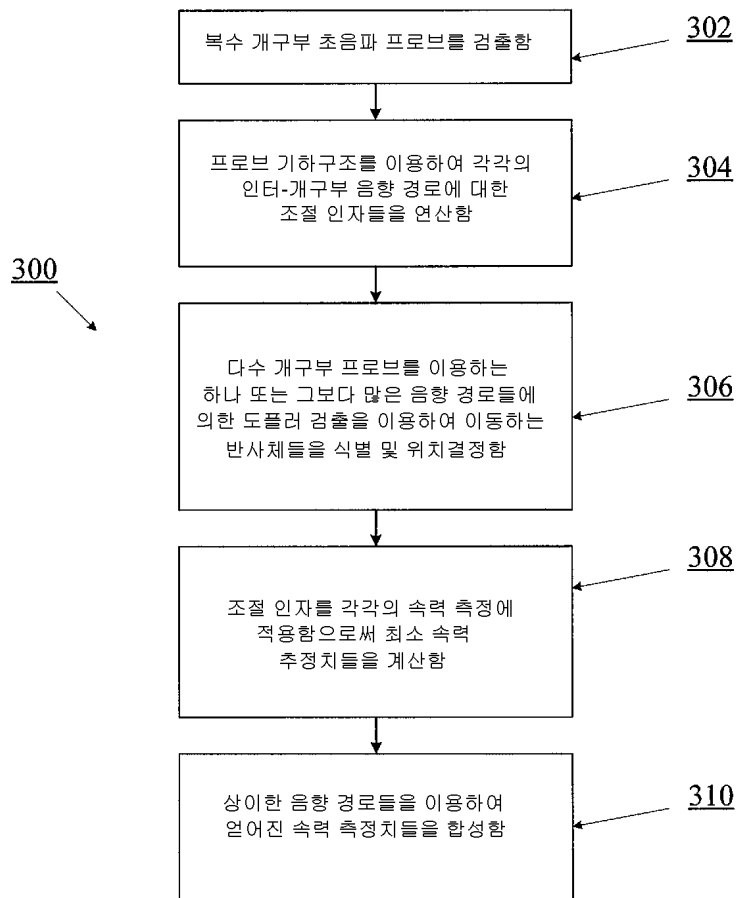 복수 개구부 초음파 프로브를 검출함
302
프로브 기하구조를 이용하여 각각의
인터-개구부 음향 경로에 대한
조절 인자들을 연산함
304
300
다수 개구부 프로브를 이용하는
하나 또는 그보다 많은 음향 경로들에
의한 도플러 검출을 이용하여 이동하는
반사체들을 식별 및 위치결정함
306
조절 인자를 각각의 속력 측정에
적용함으로써 최소 속력
추정치들을 계산함
308
상이한 음향 경로들을 이용하여
얻어진 속력 측정치들을 합성함
310